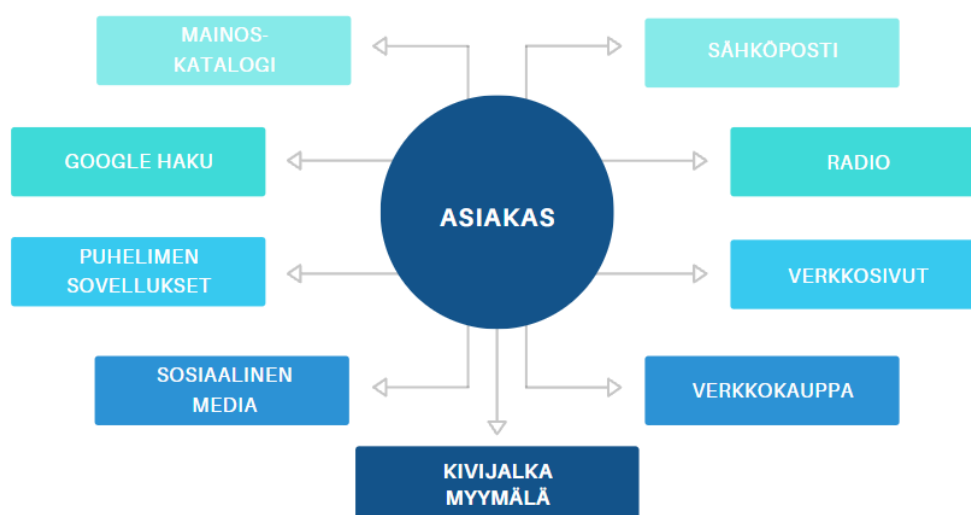 MAINOS-
KATALOGI
SÄHKÖPOSTI
GOOGLE HAKU
RADIO
ASIAKAS
PUHELIMEN
SOVELLUKSET
VERKKOSIVUT
SOSIAALINEN
MEDIA
VERKKOKAUPPA
KIVIJALKA
MYYMÄLÄ